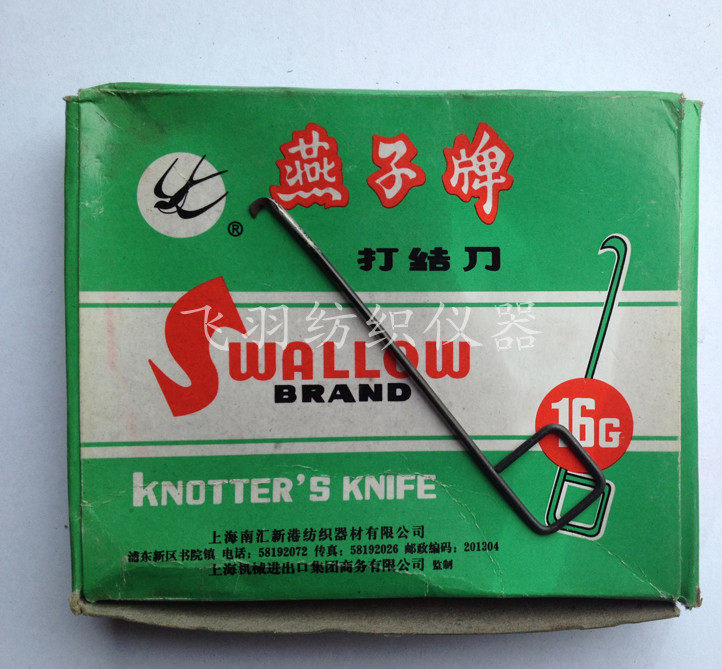 燕子牌
®
打结刀
飞羽纺织仪器
SWALLOW
BRAND
16G
KNOTTER'S KNIFE
上海南汇新港纺织器材有限公司
浦东新区书院镇 电话：58192072 传真：58192026 邮政编码：201304
上海机械进出口集团商务有限公司 监制